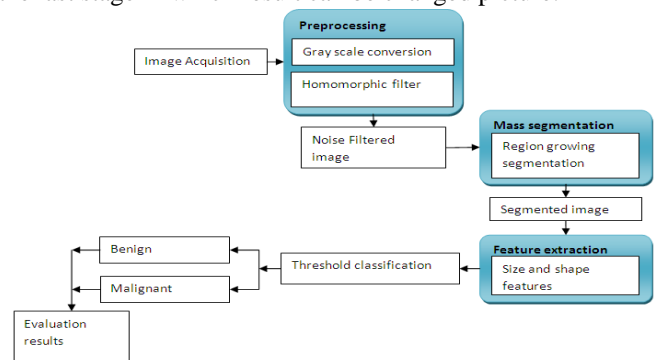 Preprocessing
Gray scale conversion
Image Acquisition
Homomorphic filter
Noise Filtered
image
Mass segmentation
Region growing
segmentation
Segmented image
Feature extraction
Size and shape
features
Threshold classification
Benign
Malignant
Evaluation
results